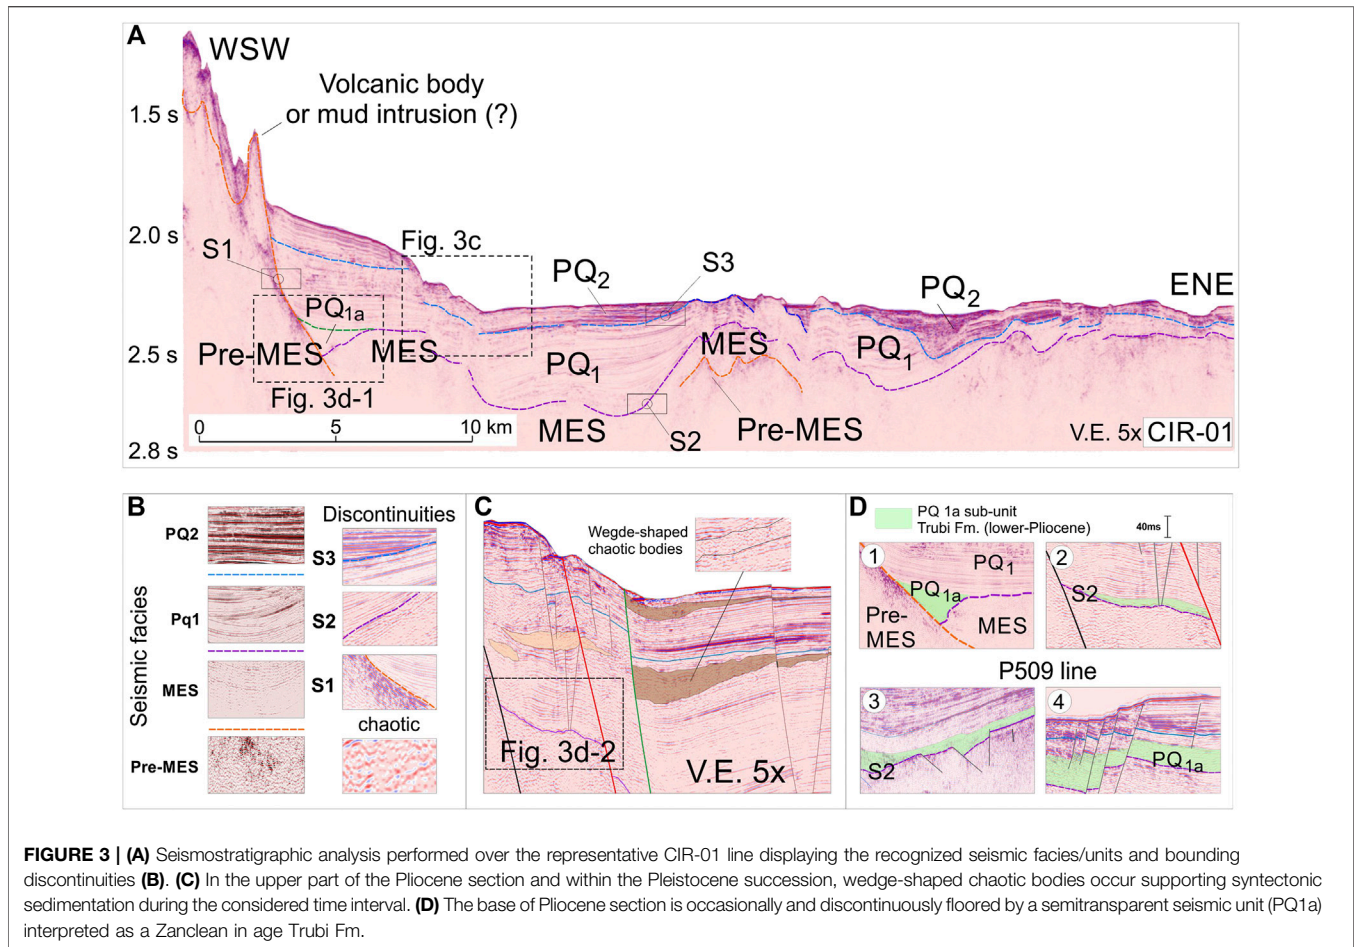 A
WSW
Volcanic body
or mud intrusion (?)
1.5 s
2.0 s
S1
Fig. 3c
PQ2
S3
PQ2
ENE
PQ1a
2.5 s
Pre-MES
MES
PQ1
MES
PQ1
Fig. 3d-1
0
5
10 km
MES
S2
Pre-MES
V.E. 5x
CIR-01
2.8 s
B
Seismic facies
PQ2
Pq1
MES
Pre-MES
Discontinuities
S3
S2
S1
chaotic
C
Wegde-shaped
chaotic bodies
Fig. 3d-2
V.E. 5x
D
PQ 1a sub-unit
Trubi Fm. (lower-Pliocene)
40ms
1
PQ1
PQ1a
Pre-
MES
MES
2
S2
P509 line
3
S2
4
PQ1a
FIGURE 3 | (A) Seismostratigraphic analysis performed over the representative CIR-01 line displaying the recognized seismic facies/units and bounding
discontinuities (B). (C) In the upper part of the Pliocene section and within the Pleistocene succession, wedge-shaped chaotic bodies occur supporting syntectonic
sedimentation during the considered time interval. (D) The base of Pliocene section is occasionally and discontinuously floored by a semitransparent seismic unit (PQ1a)
interpreted as a Zanclean in age Trubi Fm.